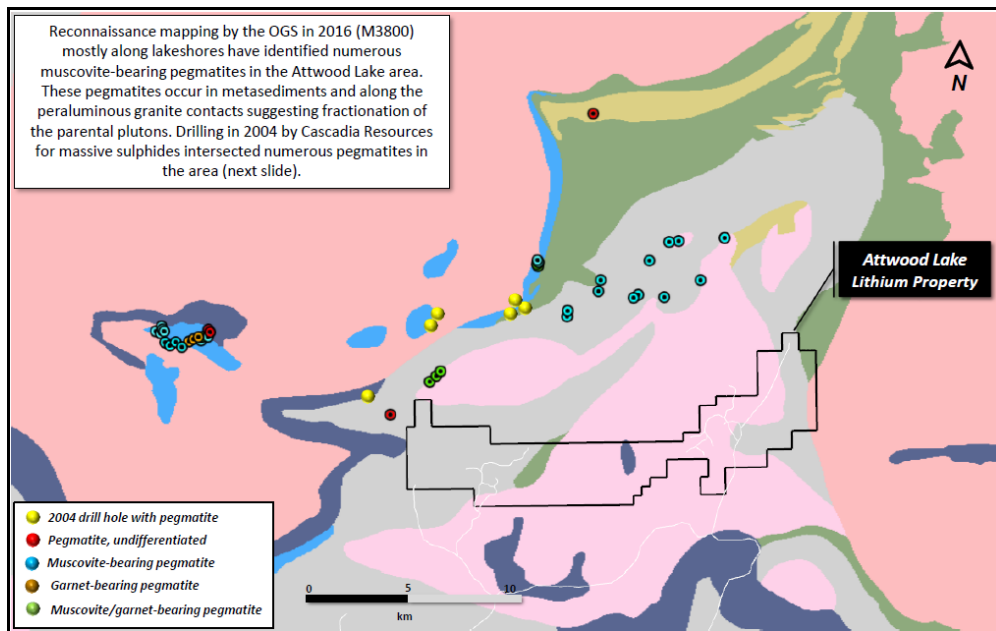 Reconnaissance mapping by the OGS in 2016 (M3800)
mostly along lakeshores have identified numerous
muscovite-bearing pegmatites in the Attwood Lake area.
These pegmatites occur in metasediments and along the
peraluminous granite contacts suggesting fractionation of
the parental plutons. Drilling in 2004 by Cascadia Resources
for massive sulphides intersected numerous pegmatites in
the area (next slide).
N
Attwood Lake
Lithium Property
2004 drill hole with pegmatite
Pegmatite, undifferentiated
Muscovite-bearing pegmatite
Garnet-bearing pegmatite
Muscovite/garnet-bearing pegmatite
0 5 10
km